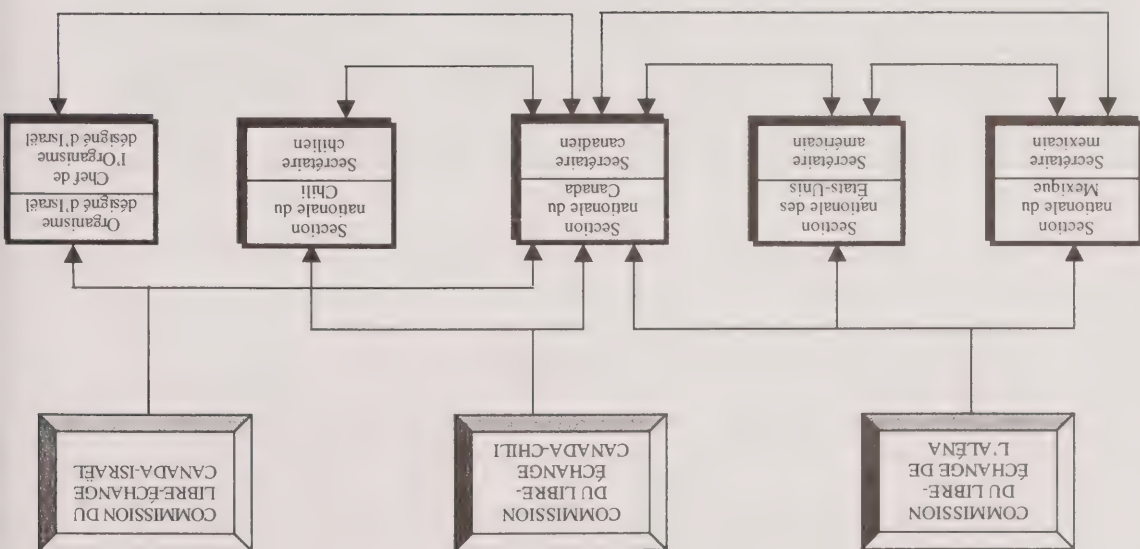 COMMISSION
DU LIBRE-
ÉCHANGE DE
L'ALÉNA
COMMISSION
DU LIBRE-
ÉCHANGE
CANADA-CHILI
COMMISSION DU
LIBRE-ÉCHANGE
CANADA-ISRAËL
Section
nationale du
Mexique
Secrétaire
mexicain
Section
nationale des
États-Unis
Secrétaire
américain
Section
nationale du
Canada
Secrétaire
canadien
Section
nationale du
Chili
Secrétaire
chilien
Organisme
désigné d'Israël
Chef de
l'Organisme
désigné d'Israël